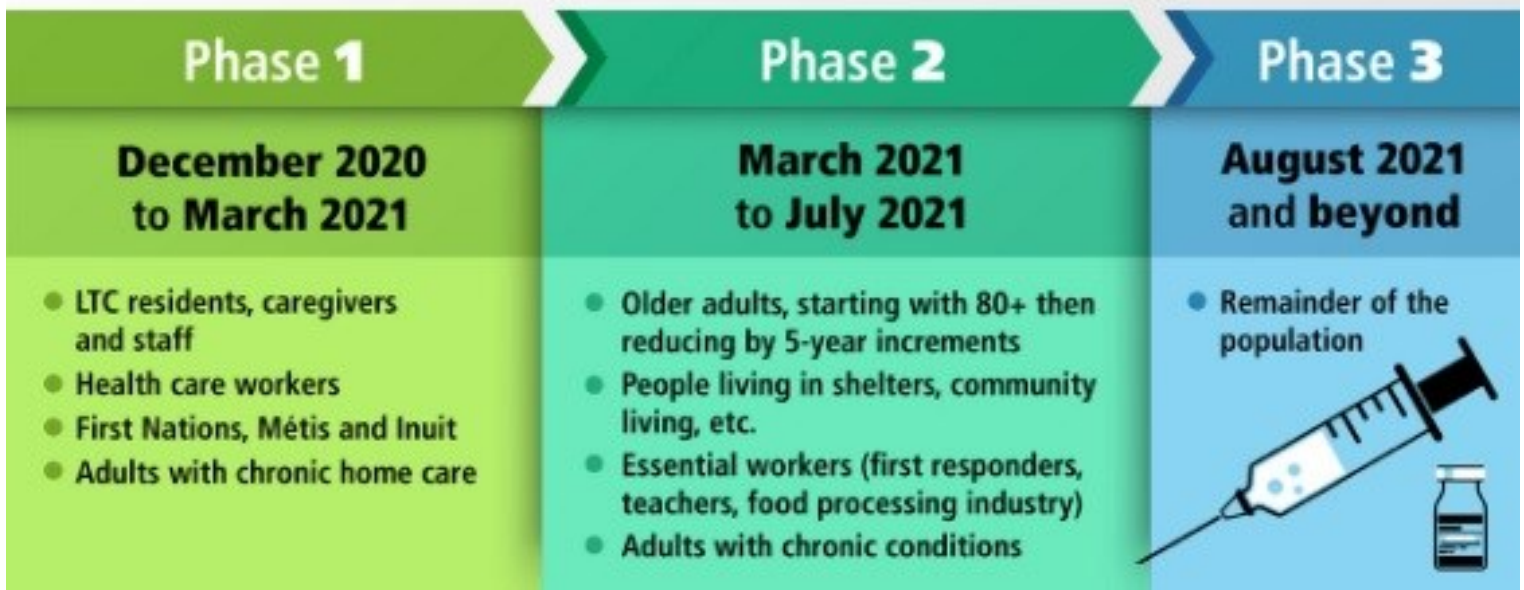 Phase 1
December 2020
to March 2021
LTC residents, caregivers
and staff
Health care workers
First Nations, Métis and Inuit
Adults with chronic home care
Phase 2
March 2021
to July 2021
Older adults, starting with 80+ then
reducing by 5-year increments
People living in shelters, community
living, etc.
Essential workers (first responders,
teachers, food processing industry)
Adults with chronic conditions
Phase 3
August 2021
and beyond
Remainder of the
population